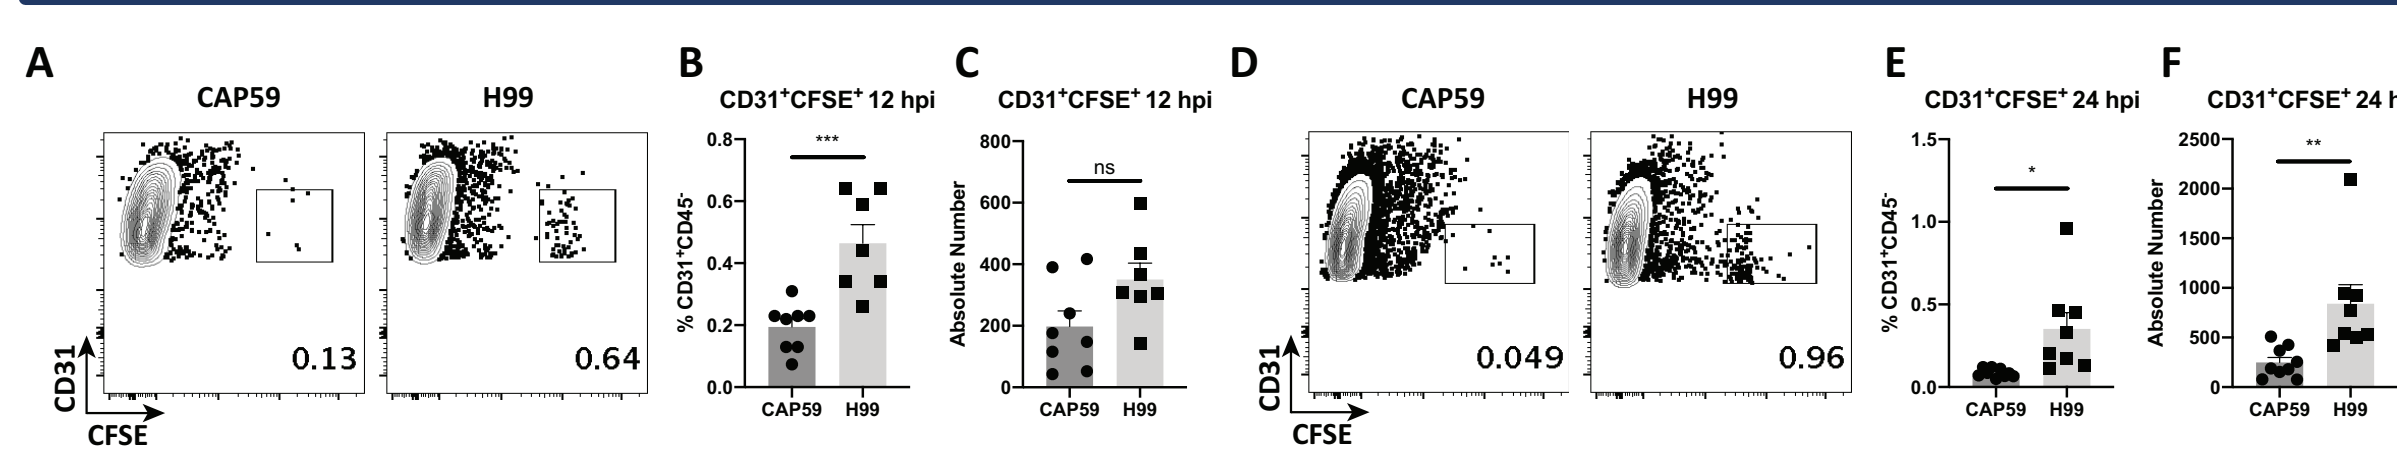 A
CAP59
H99
0.13
0.64
CD31
CFSE
B
CD31+CFSE+ 12 hpi
% CD31+CD45-
0.8
0.6
0.4
0.2
0.0
***
CAP59
H99
C
CD31+CFSE+ 12 hpi
Absolute Number
800
600
400
200
0
ns
CAP59
H99
D
CAP59
H99
0.049
0.96
CD31
CFSE
E
CD31+CFSE+ 24 hpi
% CD31+CD45-
1.5
1.0
0.5
0.0
*
CAP59
H99
F
CD31+CFSE+ 24 h
Absolute Number
2500
2000
1500
1000
500
0
**
CAP59
H99